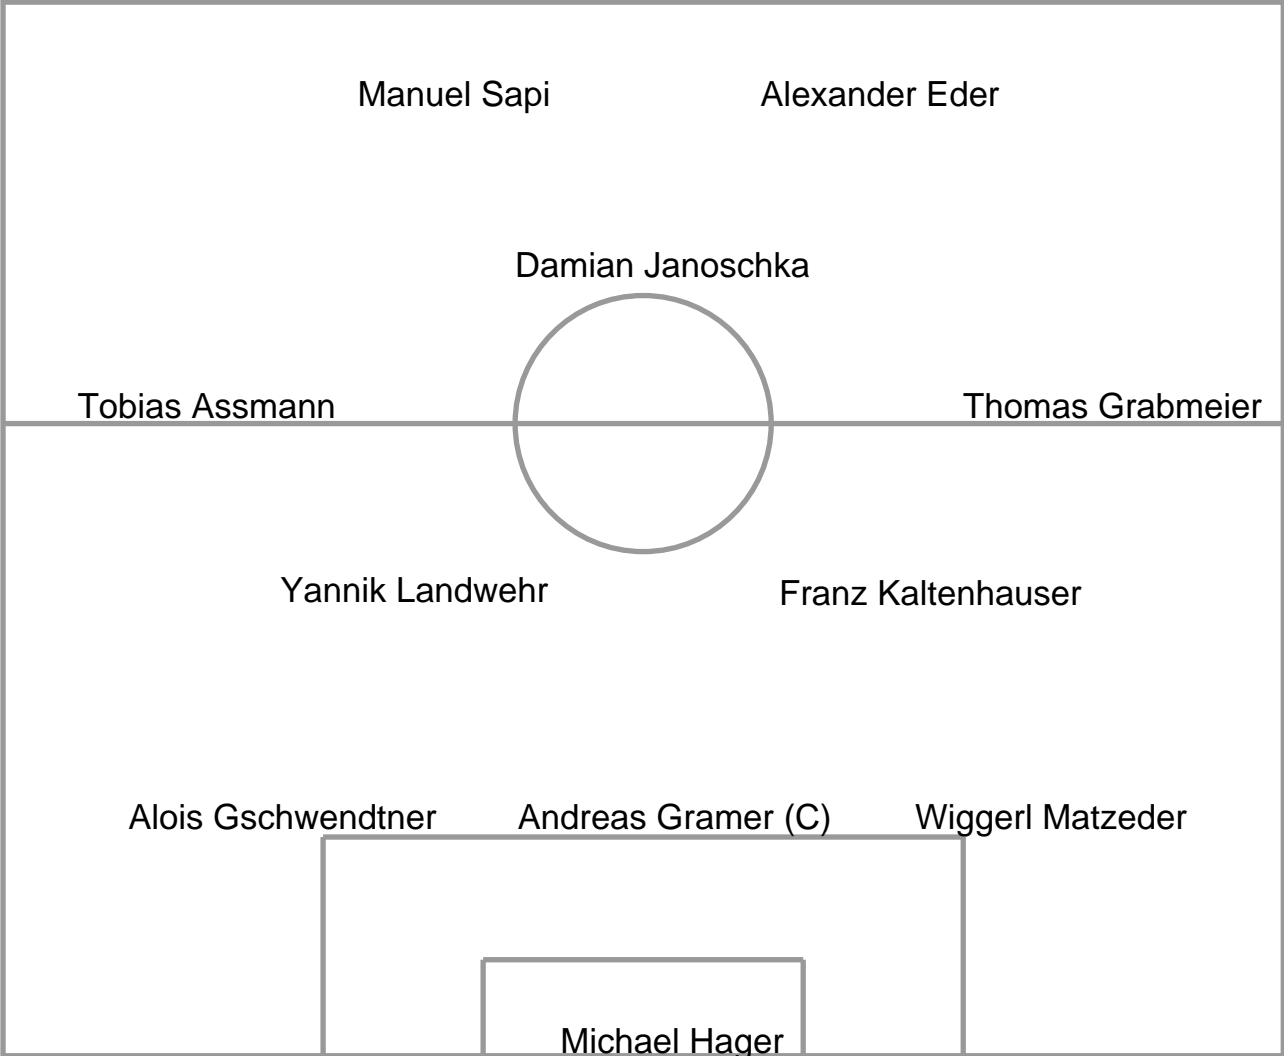 Manuel Sapi Alexander Eder
Damian Janoschka
Tobias Assmann Thomas Grabmeier
Yannik Landwehr Franz Kaltenhauser
Alois Gschwendtner Andreas Gramer (C) Wiggerl Matzeder
Michael Hager